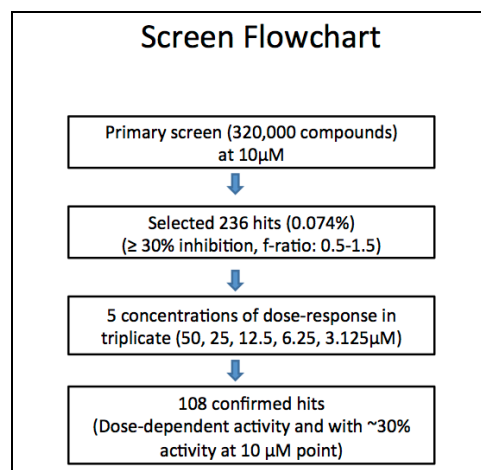 Screen Flowchart
Primary screen (320,000 compounds)
at 10μM
Selected 236 hits (0.074%)
(≥ 30% inhibition, f-ratio: 0.5-1.5)
5 concentrations of dose-response in
triplicate (50, 25, 12.5, 6.25, 3.125μM)
108 confirmed hits
(Dose-dependent activity and with ~30%
activity at 10 μM point)